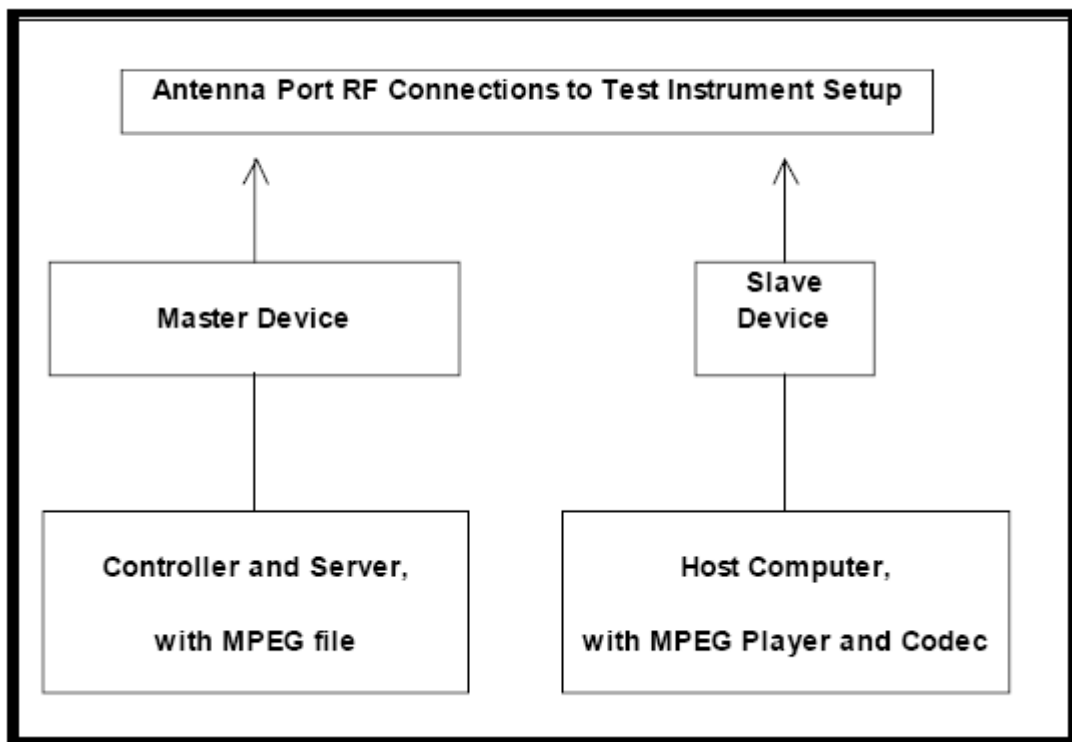 Antenna Port RF Connections to Test Instrument Setup
Master Device
Slave
Device
Controller and Server,
with MPEG file
Host Computer,
with MPEG Player and Codec